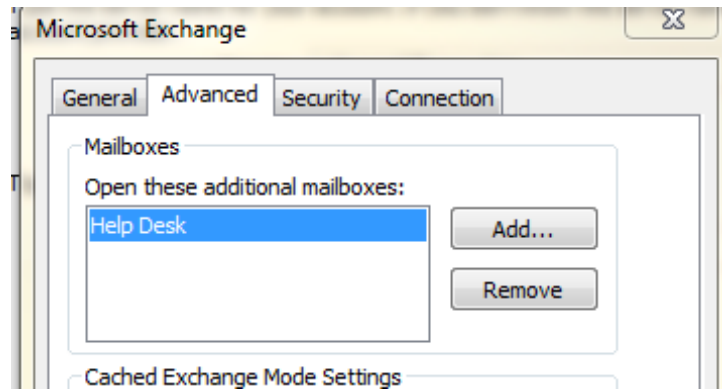 Microsoft Exchange
General Advanced Security Connection
Mailboxes
Open these additional mailboxes:
Help Desk
Add...
Remove
Cached Exchange Mode Settings